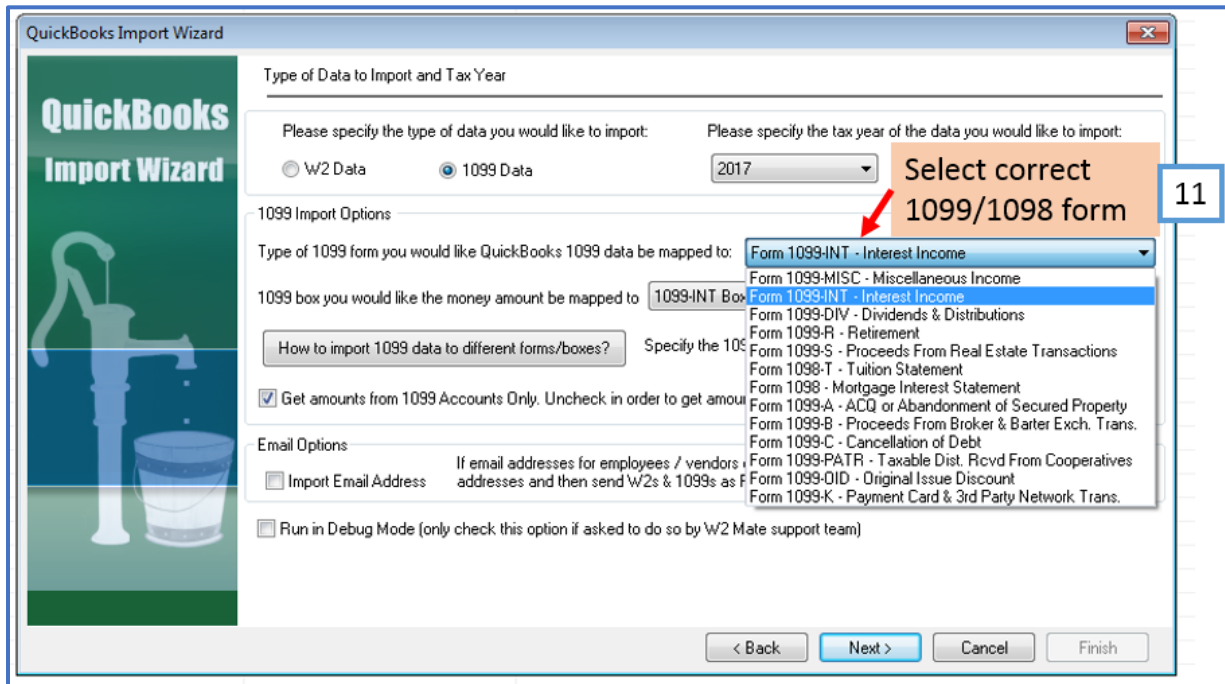 QuickBooks Import Wizard
QuickBooks
Import Wizard
Type of Data to Import and Tax Year
Please specify the type of data you would like to import:
Please specify the tax year of the data you would like to import:
W2 Data
1099 Data
2017
Select correct
1099/1098 form
11
1099 Import Options
Type of 1099 form you would like QuickBooks 1099 data be mapped to:
Form 1099-INT - Interest Income
Form 1099-MISC - Miscellaneous Income
Form 1099-INT - Interest Income
Form 1099-DIV - Dividends & Distributions
Form 1099-R - Retirement
Form 1099-S - Proceeds From Real Estate Transactions
Form 1098-T - Tuition Statement
Form 1098 - Mortgage Interest Statement
Form 1099-A - ACQ or Abandonment of Secured Property
Form 1099-B - Proceeds From Broker & Barter Exch. Trans.
Form 1099-C - Cancellation of Debt
Form 1099-PATR - Taxable Dist. Rcvd From Cooperatives
Form 1099-OID - Original Issue Discount
Form 1099-K - Payment Card & 3rd Party Network Trans.
1099 box you would like the money amount be mapped to
1099-INT Box
How to import 1099 data to different forms/boxes?
Specify the 109
Get amounts from 1099 Accounts Only. Uncheck in order to get amou
Email Options
Import Email Address
If email addresses for employees / vendors
addresses and then send W2s & 1099s as
Run in Debug Mode (only check this option if asked to do so by W2 Mate support team)
< Back
Next >
Cancel
Finish